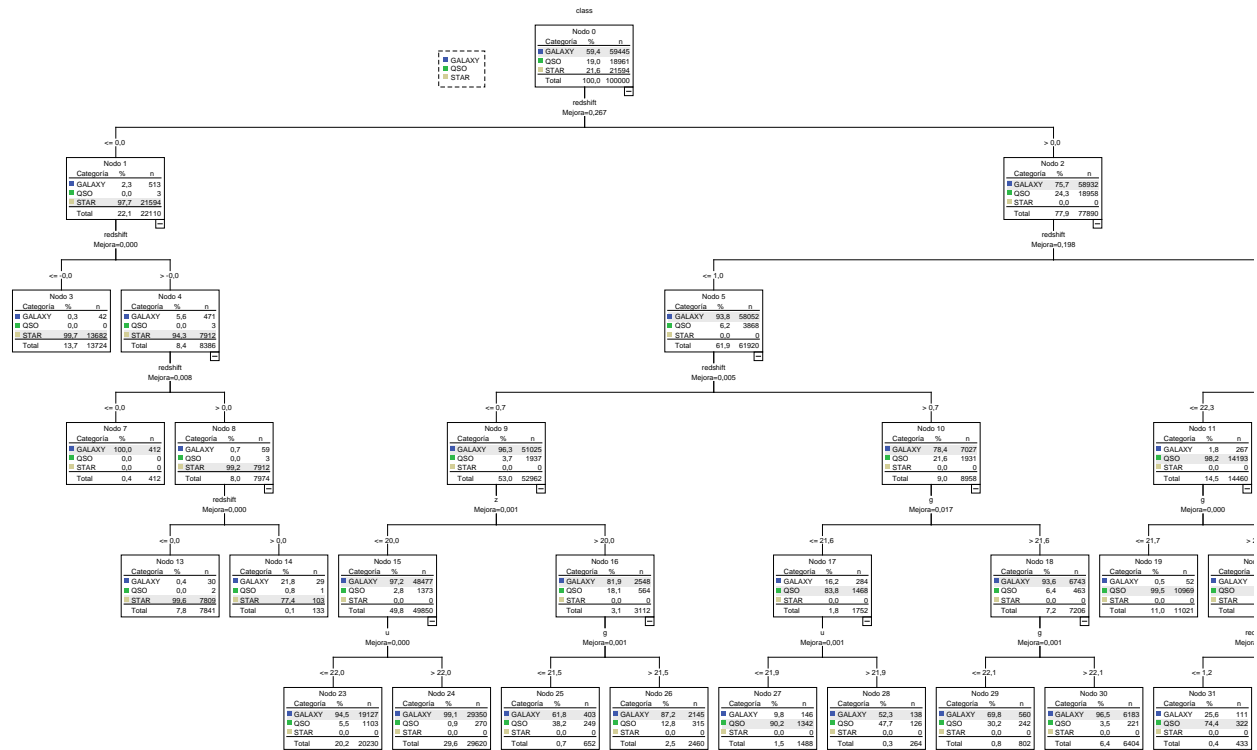 class
Nodo 0
Categoría % n
GALAXY 59,4 59445
QSO 19,0 18961
STAR 21,6 21594
Total 100,0 100000
GALAXY
QSO
STAR
redshift
Mejora=0,267
<= 0,0
> 0,0
Nodo 1
Categoría % n
GALAXY 2,3 513
QSO 0,0 3
STAR 97,7 21594
Total 22,1 22110
Nodo 2
Categoría % n
GALAXY 75,7 58932
QSO 24,3 18958
STAR 0,0 0
Total 77,9 77890
redshift
Mejora=0,000
redshift
Mejora=0,198
<= -0,0
> -0,0
<= 1,0
Nodo 3
Categoría % n
GALAXY 0,3 42
QSO 0,0 0
STAR 99,7 13682
Total 13,7 13724
Nodo 4
Categoría % n
GALAXY 5,6 471
QSO 0,0 3
STAR 94,3 7912
Total 8,4 8386
Nodo 5
Categoría % n
GALAXY 93,8 58052
QSO 6,2 3868
STAR 0,0 0
Total 61,9 61920
redshift
Mejora=0,008
redshift
Mejora=0,005
<= 0,0
> 0,0
<= 0,7
> 0,7
<= 22,3
Nodo 7
Categoría % n
GALAXY 100,0 412
QSO 0,0 0
STAR 0,0 0
Total 0,4 412
Nodo 8
Categoría % n
GALAXY 0,7 59
QSO 0,0 3
STAR 99,2 7912
Total 8,0 7974
Nodo 9
Categoría % n
GALAXY 96,3 51025
QSO 3,7 1937
STAR 0,0 0
Total 53,0 52962
Nodo 10
Categoría % n
GALAXY 78,4 7027
QSO 21,6 1931
STAR 0,0 0
Total 9,0 8958
Nodo 11
Categoría % n
GALAXY 1,8 267
QSO 98,2 14193
STAR 0,0 0
Total 14,5 14460
redshift
Mejora=0,000
z
Mejora=0,001
g
Mejora=0,017
g
Mejora=0,000
<= 0,0
> 0,0
<= 20,0
> 20,0
<= 21,6
> 21,6
<= 21,7
Nodo 13
Categoría % n
GALAXY 0,4 30
QSO 0,0 2
STAR 99,6 7809
Total 7,8 7841
Nodo 14
Categoría % n
GALAXY 21,8 29
QSO 0,8 1
STAR 77,4 103
Total 0,1 133
Nodo 15
Categoría % n
GALAXY 97,2 48477
QSO 2,8 1373
STAR 0,0 0
Total 49,8 49850
Nodo 16
Categoría % n
GALAXY 81,9 2548
QSO 18,1 564
STAR 0,0 0
Total 3,1 3112
Nodo 17
Categoría % n
GALAXY 16,2 284
QSO 83,8 1468
STAR 0,0 0
Total 1,8 1752
Nodo 18
Categoría % n
GALAXY 93,6 6743
QSO 6,4 463
STAR 0,0 0
Total 7,2 7206
Nodo 19
Categoría % n
GALAXY 0,5 52
QSO 99,5 10969
STAR 0,0 0
Total 11,0 11021
GALAXY
QSO
STAR
Total
u
Mejora=0,000
g
Mejora=0,001
u
Mejora=0,001
g
Mejora=0,001
<= 22,0
> 22,0
<= 21,5
> 21,5
<= 21,9
> 21,9
<= 22,1
> 22,1
<= 1,2
Nodo 23
Categoría % n
GALAXY 94,5 19127
QSO 5,5 1103
STAR 0,0 0
Total 20,2 20230
Nodo 24
Categoría % n
GALAXY 99,1 29350
QSO 0,9 270
STAR 0,0 0
Total 29,6 29620
Nodo 25
Categoría % n
GALAXY 61,8 403
QSO 38,2 249
STAR 0,0 0
Total 0,7 652
Nodo 26
Categoría % n
GALAXY 87,2 2145
QSO 12,8 315
STAR 0,0 0
Total 2,5 2460
Nodo 27
Categoría % n
GALAXY 9,8 146
QSO 90,2 1342
STAR 0,0 0
Total 1,5 1488
Nodo 28
Categoría % n
GALAXY 52,3 138
QSO 47,7 126
STAR 0,0 0
Total 0,3 264
Nodo 29
Categoría % n
GALAXY 69,8 560
QSO 30,2 242
STAR 0,0 0
Total 0,8 802
Nodo 30
Categoría % n
GALAXY 96,5 6183
QSO 3,5 221
STAR 0,0 0
Total 6,4 6404
Nodo 31
Categoría % n
GALAXY 25,6 111
QSO 74,4 322
STAR 0,0 0
Total 0,4 433